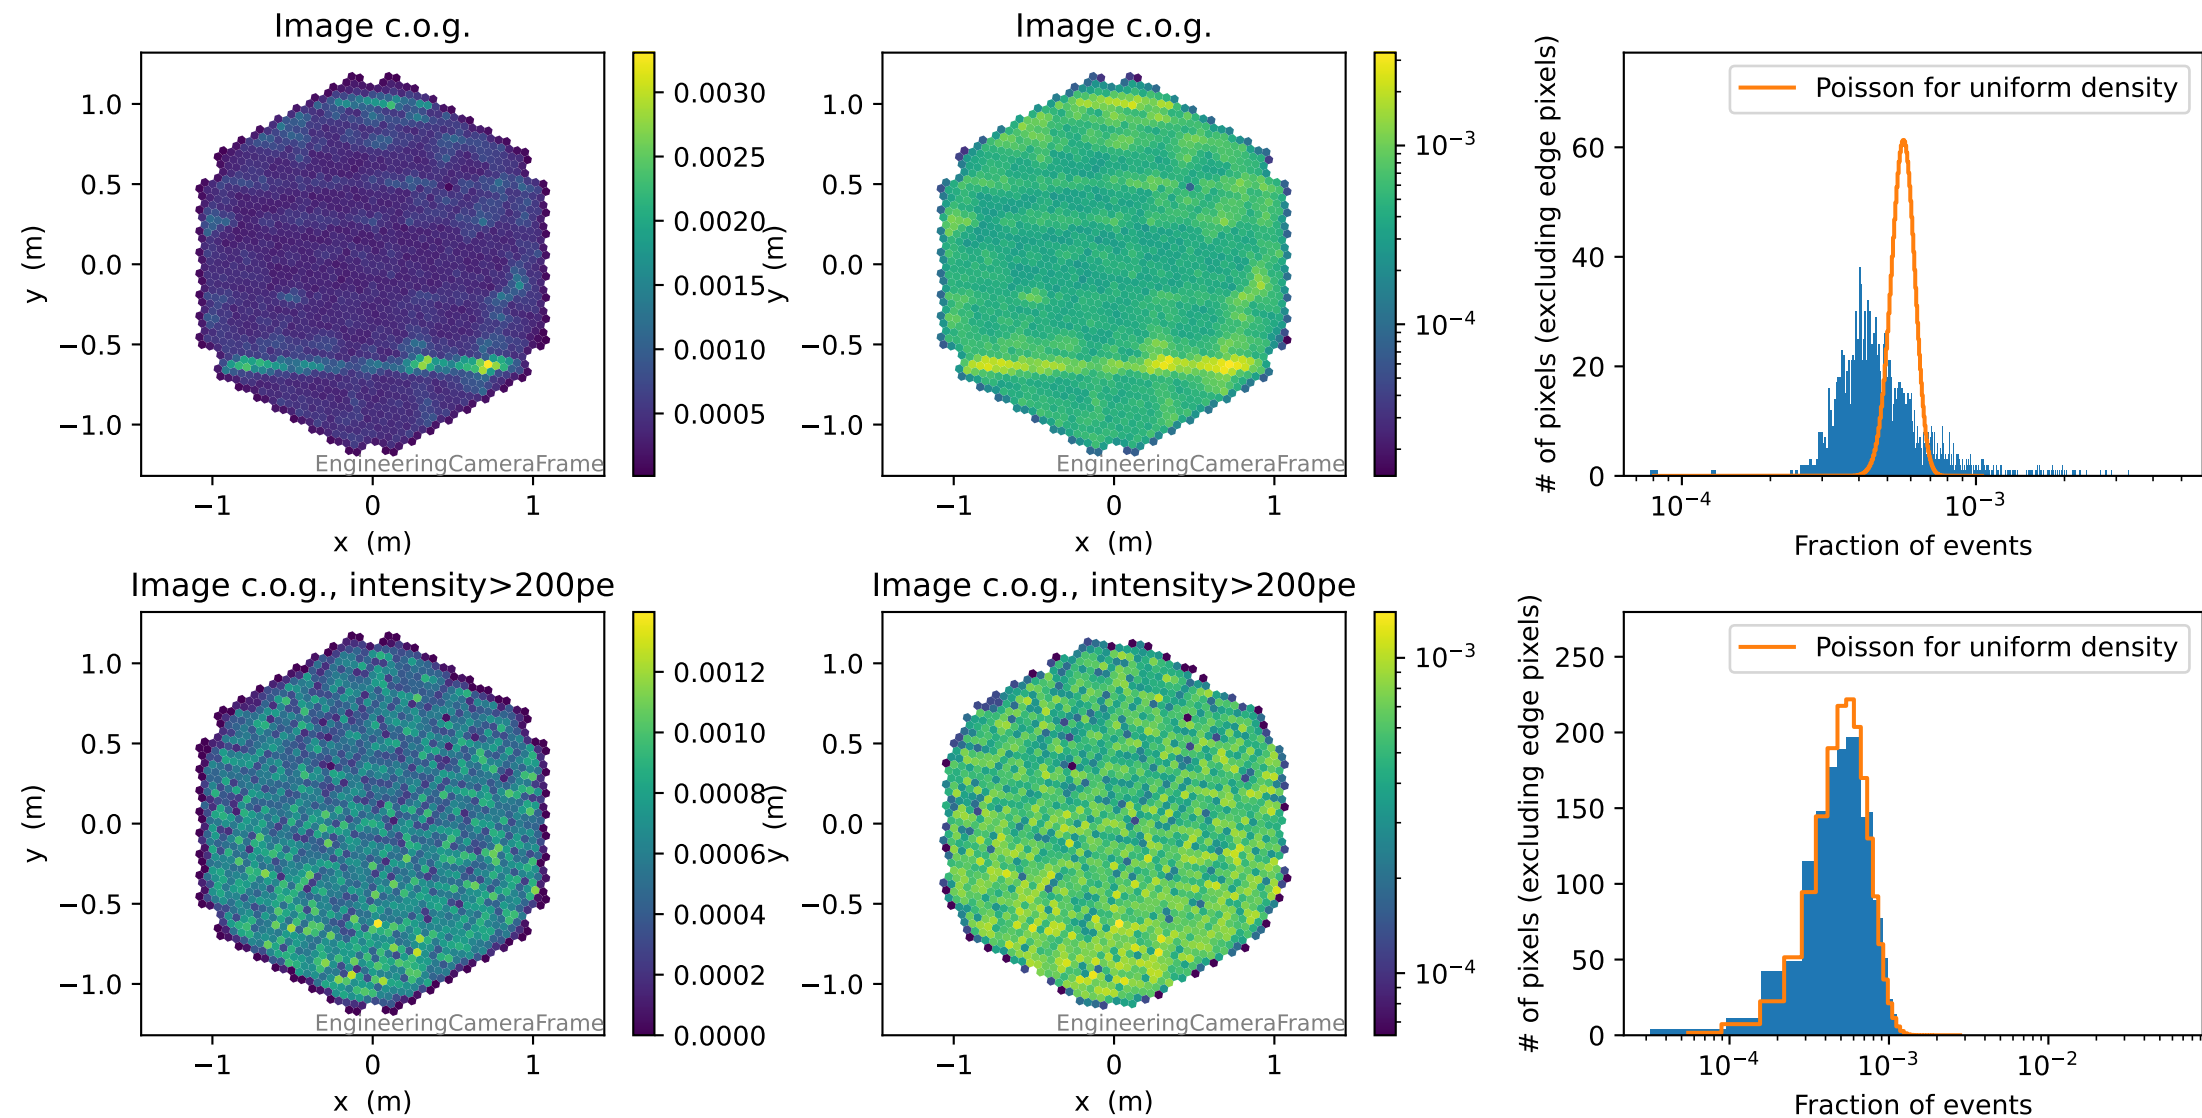 Image c.o.g.
y (m)
1.0
0.5
0.0
−0.5
−1.0
−1
0
1
x (m)
EngineeringCameraFrame
0.0030
0.0025
0.0020
0.0015
0.0010
0.0005
Image c.o.g.
y (m)
1.0
0.5
0.0
−0.5
−1.0
−1
0
1
x (m)
EngineeringCameraFrame
10⁻³
10⁻⁴
# of pixels (excluding edge pixels)
60
40
20
0
Poisson for uniform density
10⁻⁴
10⁻³
Fraction of events
Image c.o.g., intensity>200pe
y (m)
1.0
0.5
0.0
−0.5
−1.0
−1
0
1
x (m)
EngineeringCameraFrame
0.0012
0.0010
0.0008
0.0006
0.0004
0.0002
0.0000
Image c.o.g., intensity>200pe
y (m)
1.0
0.5
0.0
−0.5
−1.0
−1
0
1
x (m)
EngineeringCameraFrame
10⁻³
10⁻⁴
# of pixels (excluding edge pixels)
250
200
150
100
50
0
Poisson for uniform density
10⁻⁴
10⁻³
10⁻²
Fraction of events